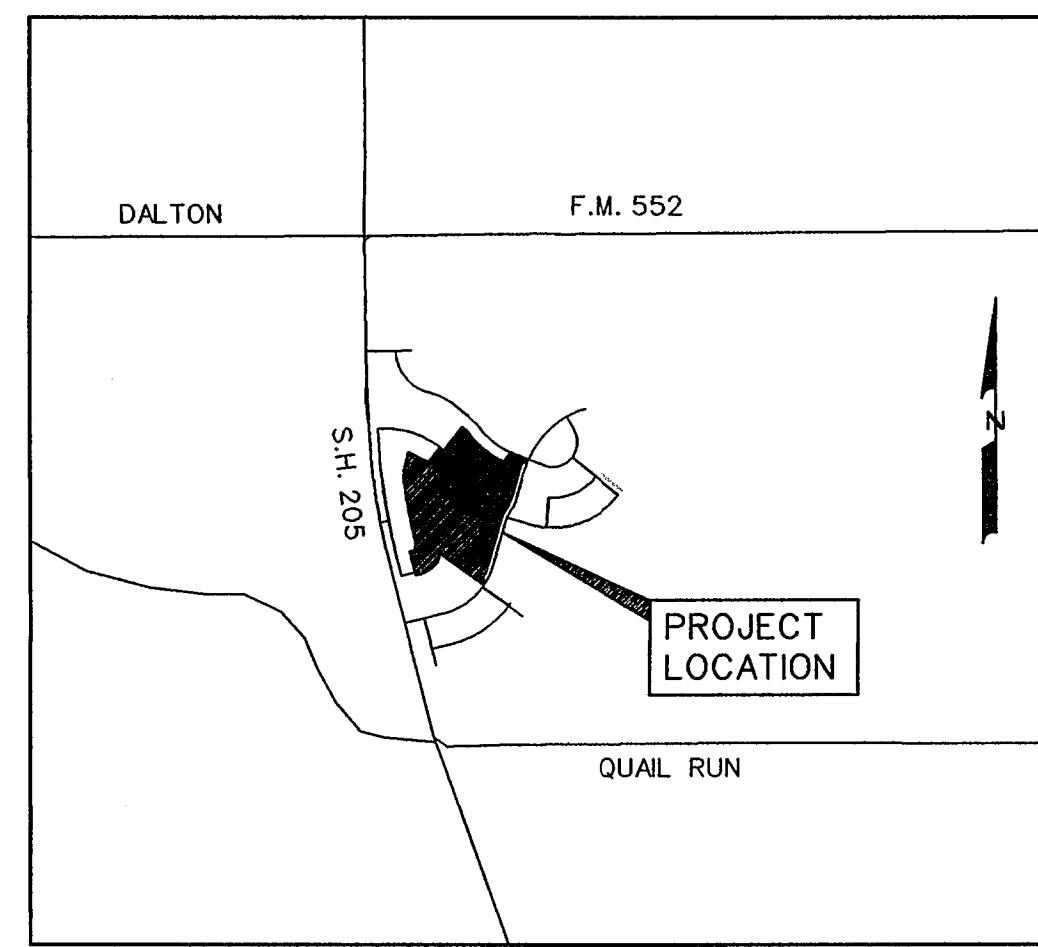 DALTON
F.M. 552
S.H. 205
N
PROJECT
LOCATION
QUAIL RUN